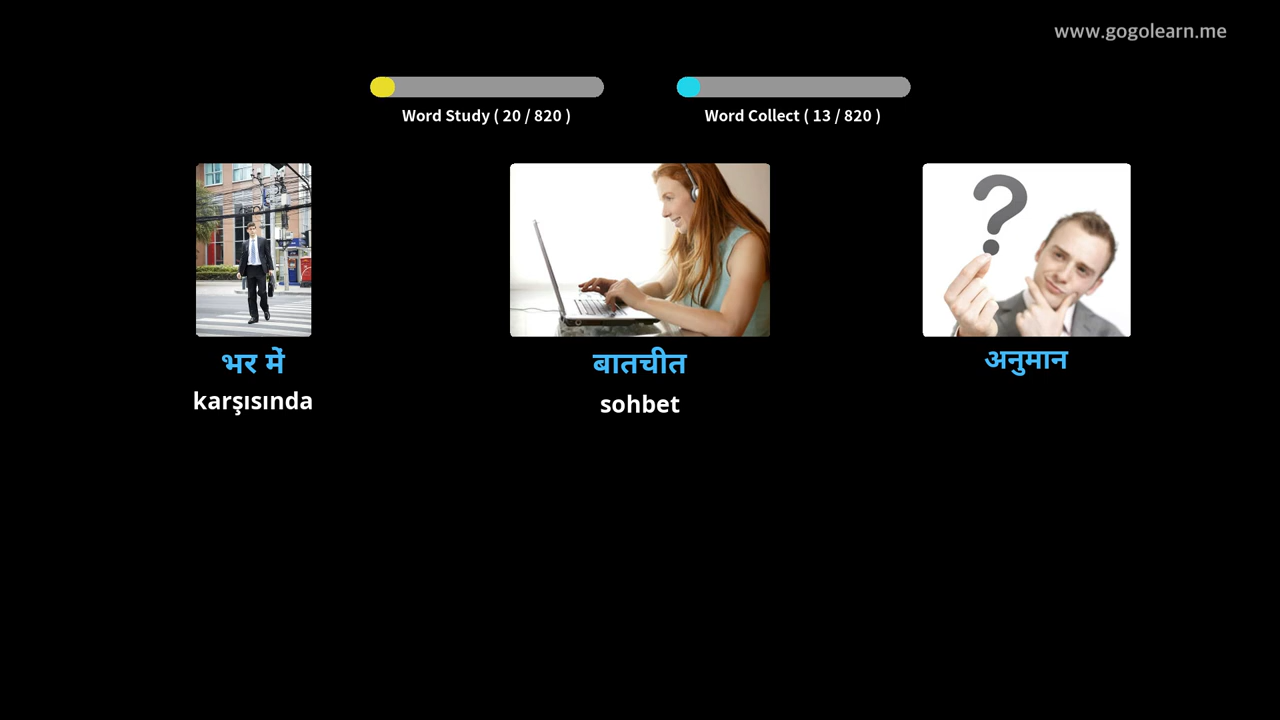 www.gogolearn.me
Word Study ( 20 / 820 )
Word Collect ( 13 / 820 )
भर में
बातचीत
अनुमान
karşısında
sohbet